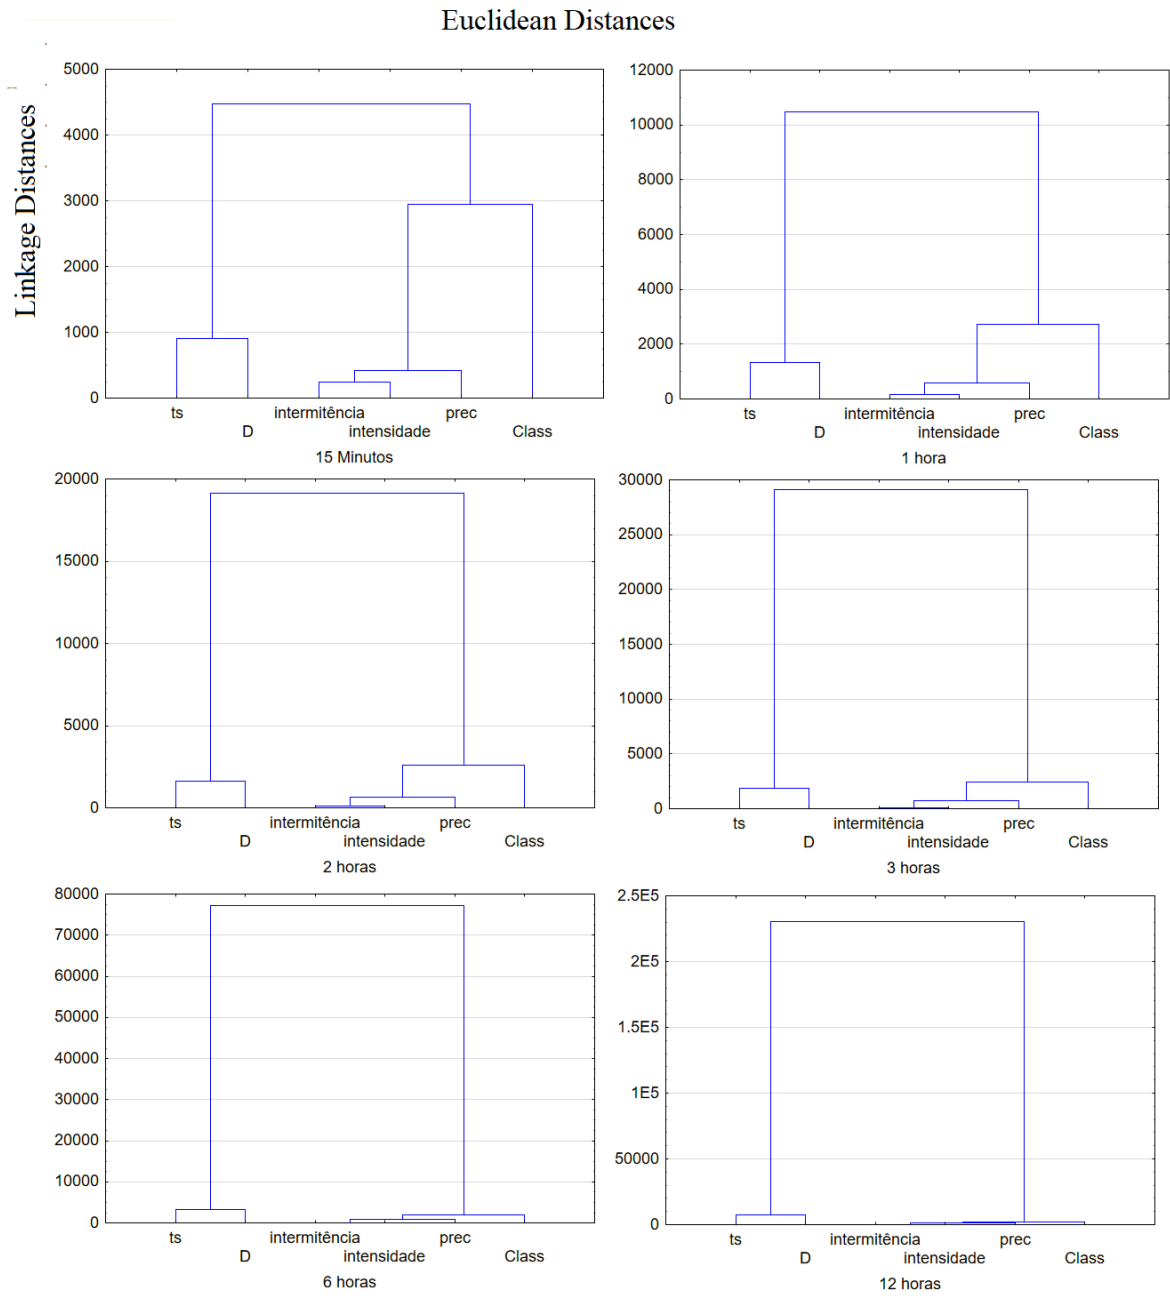 Euclidean Distances
Linkage Distances
5000
4000
3000
2000
1000
0
ts
D
intermitência
intensidade
prec
Class
15 Minutos
12000
10000
8000
6000
4000
2000
0
ts
D
intermitência
intensidade
prec
Class
1 hora
20000
15000
10000
5000
0
ts
D
intermitência
intensidade
prec
Class
2 horas
30000
25000
20000
15000
10000
5000
0
ts
D
intermitência
intensidade
prec
Class
3 horas
80000
70000
60000
50000
40000
30000
20000
10000
0
ts
D
intermitência
intensidade
prec
Class
6 horas
2.5E5
2E5
1.5E5
1E5
50000
0
ts
D
intermitência
intensidade
prec
Class
12 horas